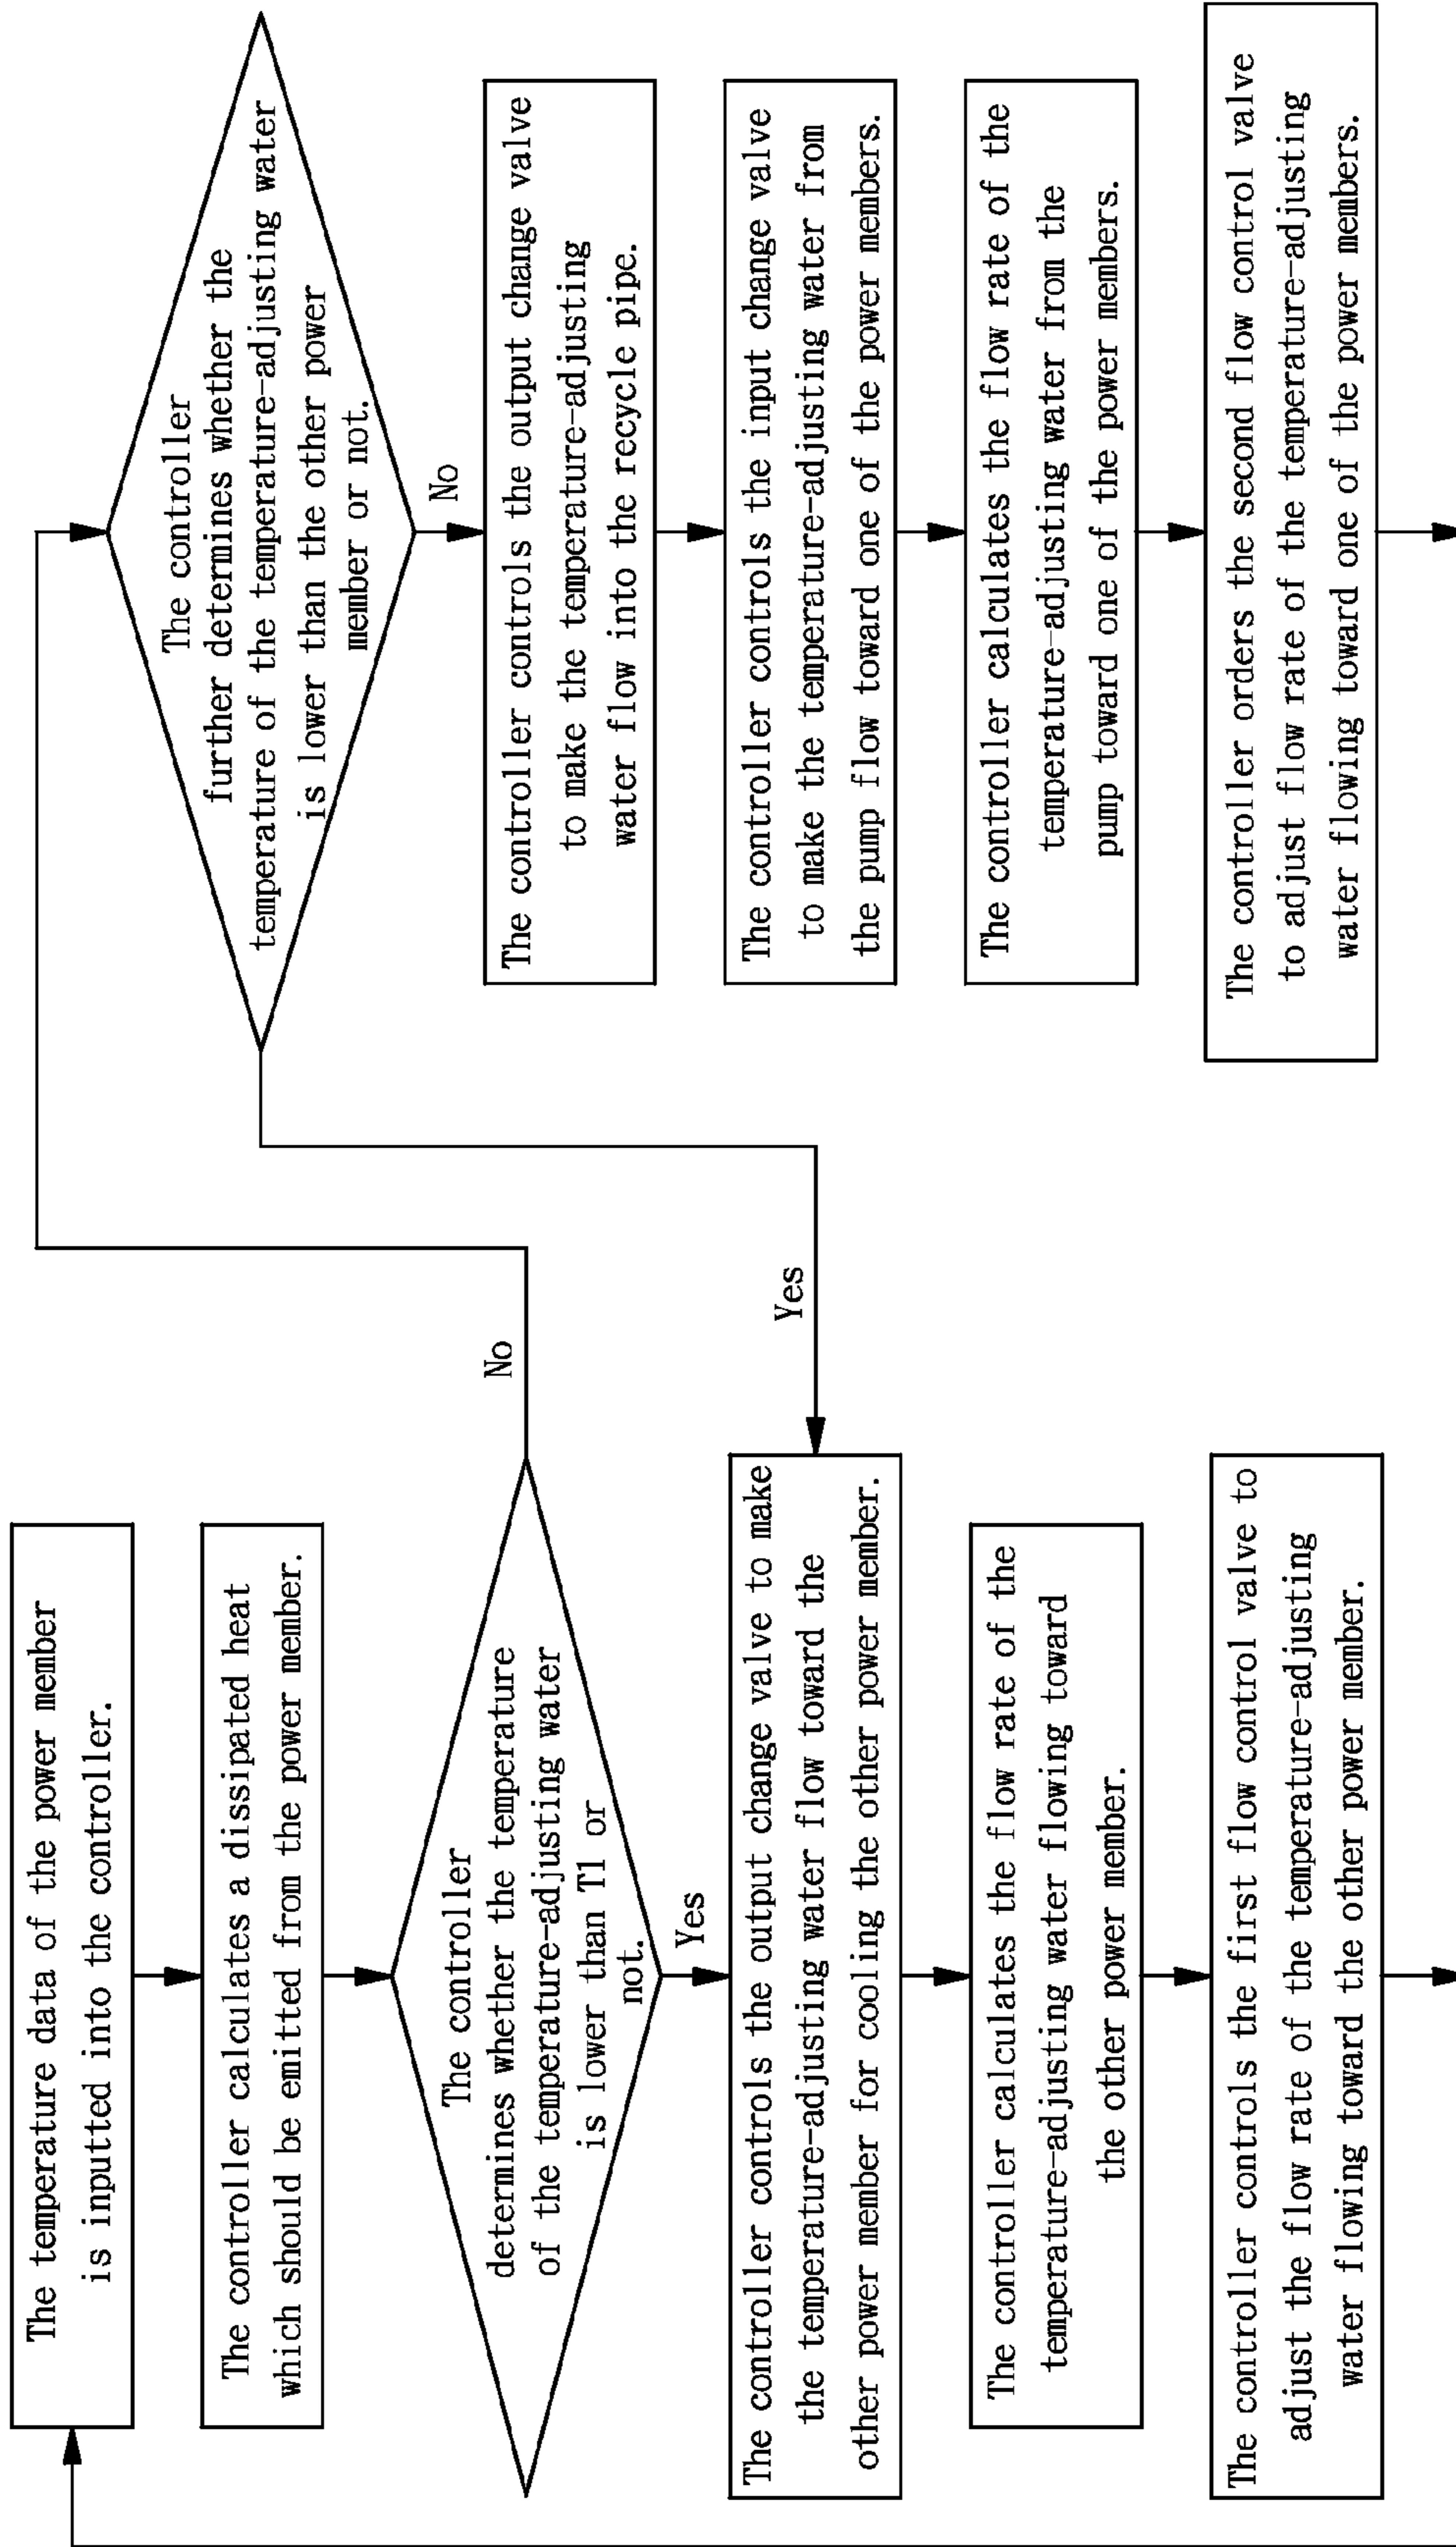 The temperature data of the power member
is inputted into the controller.
The controller calculates a dissipated heat
which should be emitted from the power member.
The controller
determines whether the temperature
of the temperature-adjusting water
is lower than T1 or
not.
No
Yes
The controller controls the output change valve to make
the temperature-adjusting water flow toward the
other power member for cooling the other power member.
The controller calculates the flow rate of the
temperature-adjusting water flowing toward
the other power member.
The controller controls the first flow control valve to
adjust the flow rate of the temperature-adjusting
water flowing toward the other power member.
The controller
further determines whether the
temperature of the temperature-adjusting water
is lower than the other power
member or not.
Yes
No
The controller controls the output change valve
to make the temperature-adjusting
water flow into the recycle pipe.
The controller controls the input change valve
to make the temperature-adjusting water from
the pump flow toward one of the power members.
The controller calculates the flow rate of the
temperature-adjusting water from the
pump toward one of the power members.
The controller orders the second flow control valve
to adjust flow rate of the temperature-adjusting
water flowing toward one of the power members.